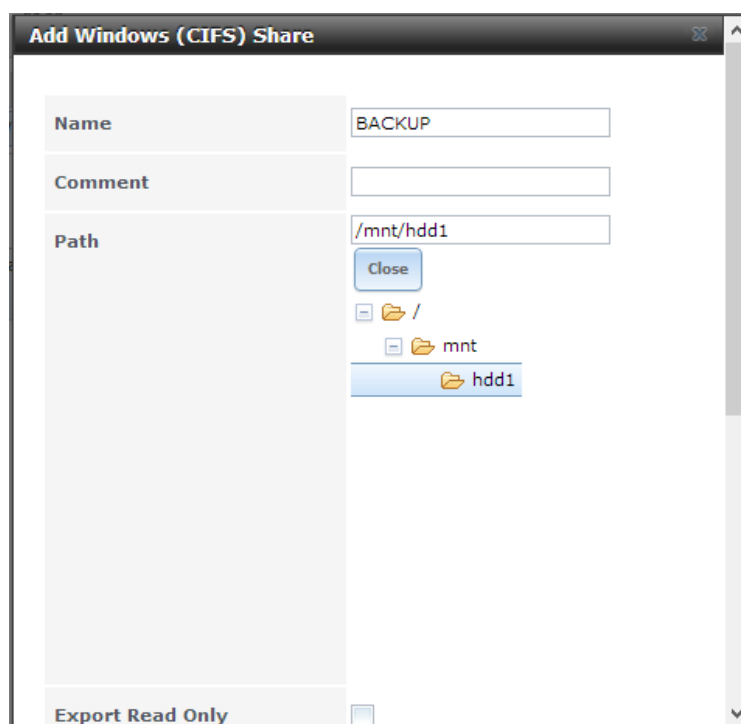 Add Windows (CIFS) Share
Name
BACKUP
Comment
Path
/mnt/hdd1
Close
/
mnt
hdd1
Export Read Only